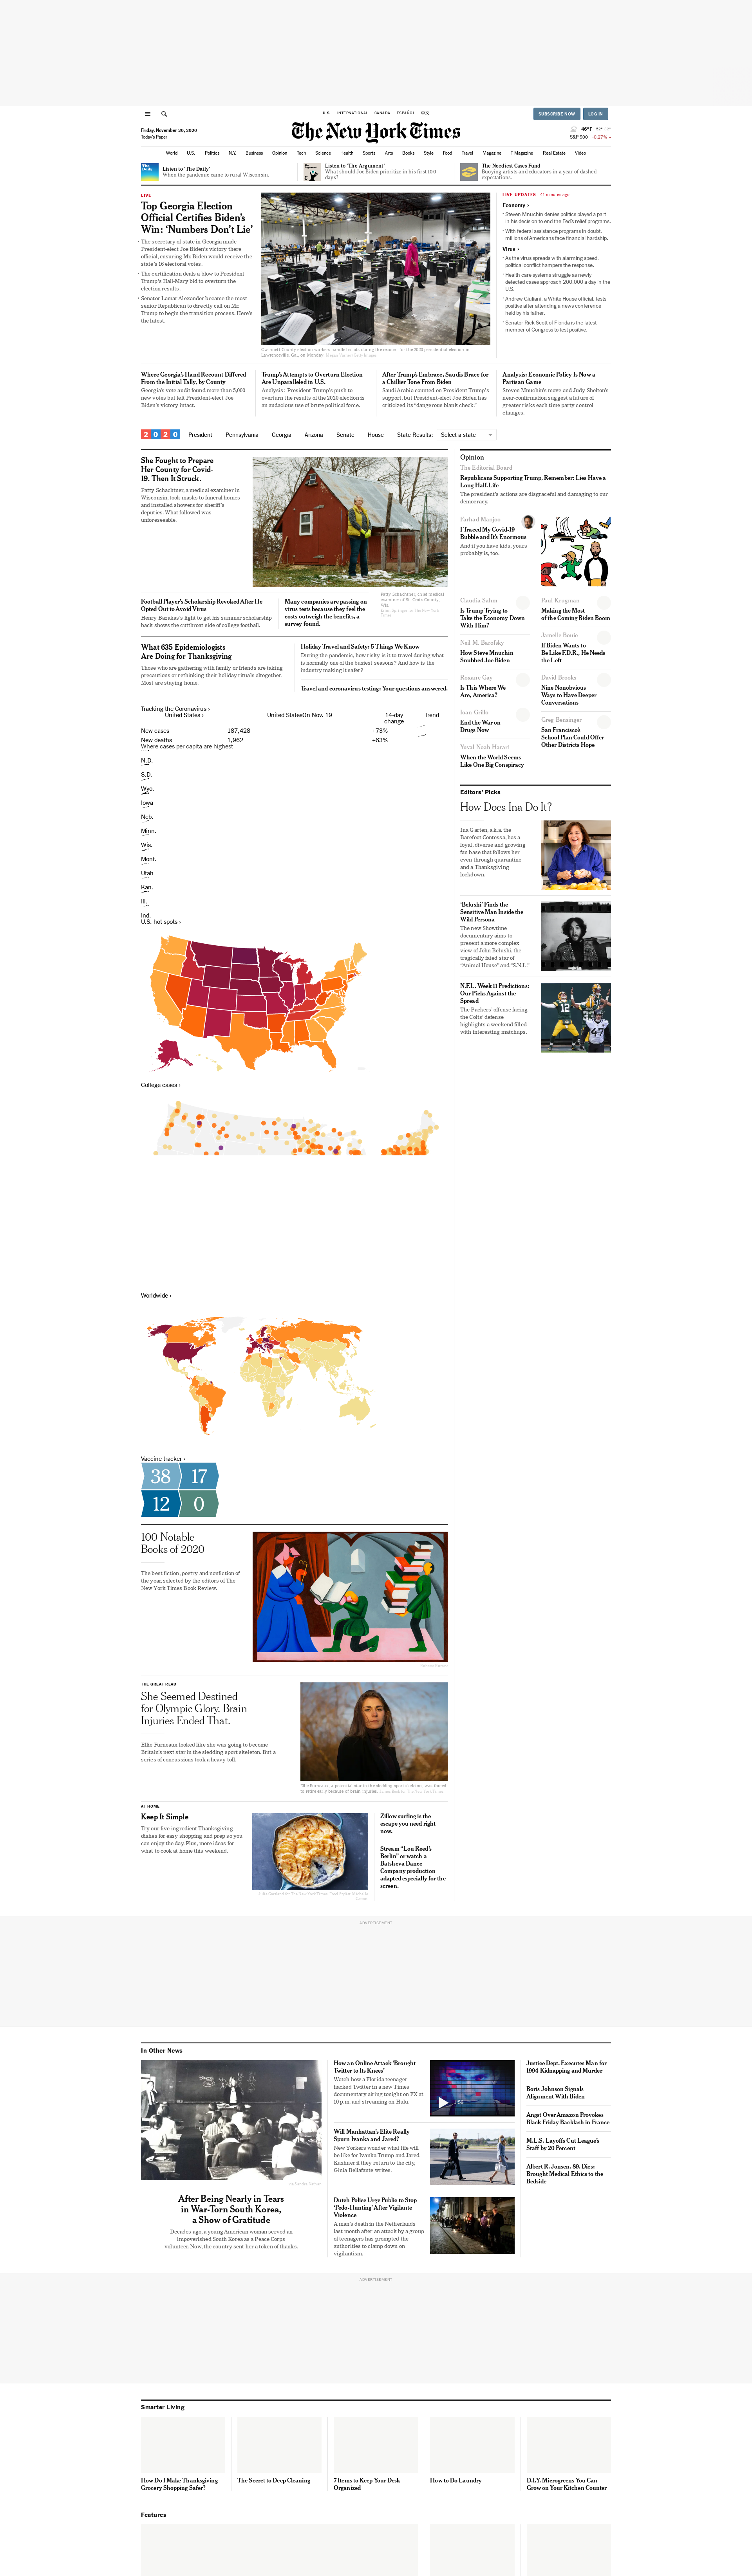 U.S. INTERNATIONAL CANADA ESPAÑOL 中文
SUBSCRIBE NOW LOG IN
Friday, November 20, 2020
Today's Paper
The New York Times
46°F 52° 32°
S&P 500 -0.27%
World U.S. Politics N.Y. Business Opinion Tech Science Health Sports Arts Books Style Food Travel Magazine T Magazine Real Estate Video
The Daily
Listen to 'The Daily'
When the pandemic came to rural Wisconsin.
Listen to 'The Argument'
What should Joe Biden prioritize in his first 100
days?
The Neediest Cases Fund
Buoying artists and educators in a year of dashed
expectations.
LIVE
Top Georgia Election
Official Certifies Biden's
Win: 'Numbers Don't Lie'
• The secretary of state in Georgia made
President-elect Joe Biden's victory there
official, ensuring Mr. Biden would receive the
state's 16 electoral votes.
• The certification deals a blow to President
Trump's Hail-Mary bid to overturn the
election results.
• Senator Lamar Alexander became the most
senior Republican to directly call on Mr.
Trump to begin the transition process. Here's
the latest.
Gwinnett County election workers handle ballots during the recount for the 2020 presidential election in
Lawrenceville, Ga., on Monday. Megan Varner/Getty Images
LIVE UPDATES 41 minutes ago
Economy ›
• Steven Mnuchin denies politics played a part
in his decision to end the Fed's relief programs.
• With federal assistance programs in doubt,
millions of Americans face financial hardship.
Virus ›
• As the virus spreads with alarming speed,
political conflict hampers the response.
• Health care systems struggle as newly
detected cases approach 200,000 a day in the
U.S.
• Andrew Giuliani, a White House official, tests
positive after attending a news conference
held by his father.
• Senator Rick Scott of Florida is the latest
member of Congress to test positive.
Where Georgia's Hand Recount Differed
From the Initial Tally, by County
Georgia's vote audit found more than 5,000
new votes but left President-elect Joe
Biden's victory intact.
Trump's Attempts to Overturn Election
Are Unparalleled in U.S.
Analysis: President Trump's push to
overturn the results of the 2020 election is
an audacious use of brute political force.
After Trump's Embrace, Saudis Brace for
a Chillier Tone From Biden
Saudi Arabia counted on President Trump's
support, but President-elect Joe Biden has
criticized its "dangerous blank check."
Analysis: Economic Policy Is Now a
Partisan Game
Steven Mnuchin's move and Judy Shelton's
near-confirmation suggest a future of
greater risks each time party control
changes.
2020 President Pennsylvania Georgia Arizona Senate House State Results: Select a state
She Fought to Prepare
Her County for Covid-
19. Then It Struck.
Patty Schachtner, a medical examiner in
Wisconsin, took masks to funeral homes
and installed showers for sheriff's
deputies. What followed was
unforeseeable.
Patty Schachtner, chief medical
examiner of St. Croix County,
Wis.
Football Player's Scholarship Revoked After He
Opted Out to Avoid Virus
Henry Bazakas's fight to get his summer scholarship
back shows the cutthroat side of college football.
Many companies are passing on
virus tests because they feel the
costs outweigh the benefits, a
survey found.
What 635 Epidemiologists
Are Doing for Thanksgiving
Those who are gathering with family or friends are taking
precautions or rethinking their holiday rituals altogether.
Most are staying home.
Holiday Travel and Safety: 5 Things We Know
During the pandemic, how risky is it to travel during what
is normally one of the busiest seasons? And how is the
industry making it safer?
Travel and coronavirus testing: Your questions answered.
Tracking the Coronavirus ›
United States › United StatesOn Nov. 19 14-day
change Trend
New cases 187,428 +73%
New deaths 1,962 +63%
Where cases per capita are highest
N.D.
S.D.
Wyo.
Iowa
Neb.
Minn.
Wis.
Mont.
Utah
Kan.
Ill.
Ind.
U.S. hot spots ›
College cases ›
Worldwide ›
Vaccine tracker ›
38 17
12 0
100 Notable
Books of 2020
The best fiction, poetry and nonfiction of
the year, selected by the editors of The
New York Times Book Review.
THE GREAT READ
She Seemed Destined
for Olympic Glory. Brain
Injuries Ended That.
Ellie Furneaux looked like she was going to become
Britain's next star in the sledding sport skeleton. But a
series of concussions took a heavy toll.
Ellie Furneaux, a potential star in the sledding sport skeleton, was forced
to retire early because of brain injuries.
AT HOME
Keep It Simple
Try our five-ingredient Thanksgiving
dishes for easy shopping and prep so you
can enjoy the day. Plus, more ideas for
what to cook at home this weekend.
Zillow surfing is the
escape you need right
now.
Stream "Lou Reed's
Berlin" or watch a
Batsheva Dance
Company production
adapted especially for the
screen.
Opinion
The Editorial Board
Republicans Supporting Trump, Remember: Lies Have a
Long Half-Life
The president's actions are disgraceful and damaging to our
democracy.
Farhad Manjoo
I Traced My Covid-19
Bubble and It's Enormous
And if you have kids, yours
probably is, too.
Claudia Sahm
Is Trump Trying to
Take the Economy Down
With Him?
Neil M. Barofsky
How Steve Mnuchin
Snubbed Joe Biden
Roxane Gay
Is This Where We
Are, America?
Ioan Grillo
End the War on
Drugs Now
Yuval Noah Harari
When the World Seems
Like One Big Conspiracy
Paul Krugman
Making the Most
of the Coming Biden Boom
Jamelle Bouie
If Biden Wants to
Be Like F.D.R., He Needs
the Left
David Brooks
Nine Nonobvious
Ways to Have Deeper
Conversations
Greg Bensinger
San Francisco's
School Plan Could Offer
Other Districts Hope
Editors' Picks
How Does Ina Do It?
Ina Garten, a.k.a. the
Barefoot Contessa, has a
loyal, diverse and growing
fan base that follows her
even through quarantine
and a Thanksgiving
lockdown.
'Belushi' Finds the
Sensitive Man Inside the
Wild Persona
The new Showtime
documentary aims to
present a more complex
view of John Belushi, the
tragically fated star of
"Animal House" and "S.N.L."
N.F.L. Week 11 Predictions:
Our Picks Against the
Spread
The Packers' offense facing
the Colts' defense
highlights a weekend filled
with interesting matchups.
ADVERTISEMENT
In Other News
After Being Nearly in Tears
in War-Torn South Korea,
a Show of Gratitude
Decades ago, a young American woman served an
impoverished South Korea as a Peace Corps
volunteer. Now, the country sent her a token of thanks.
How an Online Attack 'Brought
Twitter to Its Knees'
Watch how a Florida teenager
hacked Twitter in a new Times
documentary airing tonight on FX at
10 p.m. and streaming on Hulu.
Will Manhattan's Elite Really
Spurn Ivanka and Jared?
New Yorkers wonder what life will
be like for Ivanka Trump and Jared
Kushner if they return to the city,
Ginia Bellafante writes.
Dutch Police Urge Public to Stop
'Pedo-Hunting' After Vigilante
Violence
A man's death in the Netherlands
last month after an attack by a group
of teenagers has prompted the
authorities to clamp down on
vigilantism.
Justice Dept. Executes Man for
1994 Kidnapping and Murder
Boris Johnson Signals
Alignment With Biden
Angst Over Amazon Provokes
Black Friday Backlash in France
M.L.S. Layoffs Cut League's
Staff by 20 Percent
Albert R. Jonsen, 89, Dies;
Brought Medical Ethics to the
Bedside
ADVERTISEMENT
Smarter Living
How Do I Make Thanksgiving
Grocery Shopping Safer?
The Secret to Deep Cleaning
7 Items to Keep Your Desk
Organized
How to Do Laundry
D.I.Y. Microgreens You Can
Grow on Your Kitchen Counter
Features